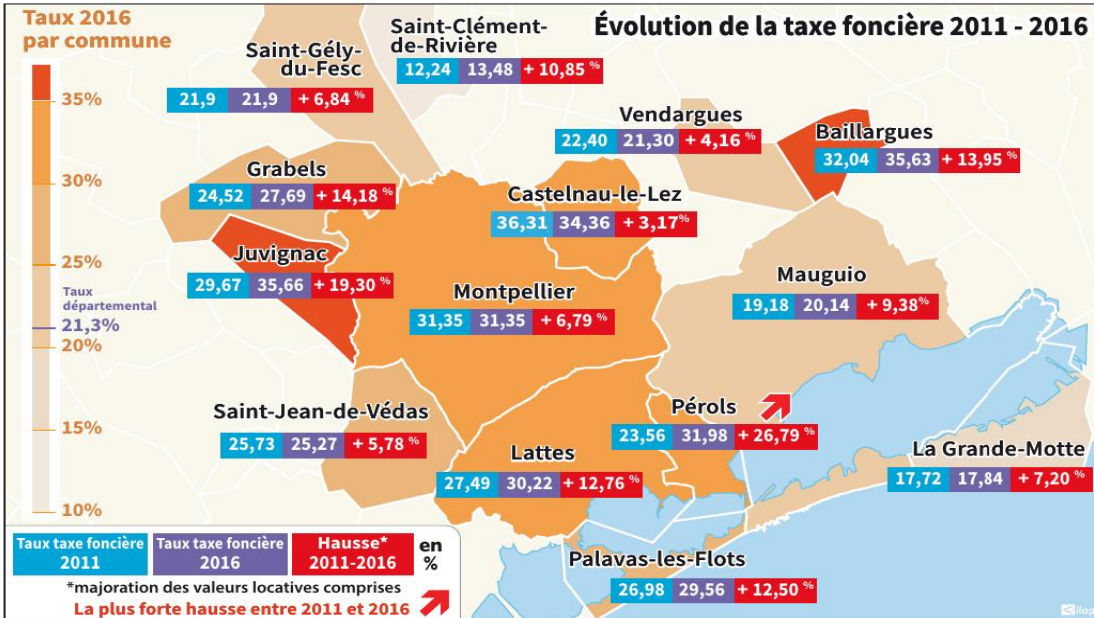 Évolution de la taxe foncière 2011 - 2016
Taux 2016
par commune
35%
30%
25%
Taux
départemental
21,3%
20%
15%
10%
Saint-Gély-
du-Fesc
21,9 21,9 + 6,84 %
Saint-Clément-
de-Rivière
12,24 13,48 + 10,85 %
Vendargues
22,40 21,30 + 4,16 %
Baillargues
32,04 35,63 + 13,95 %
Grabels
24,52 27,69 + 14,18 %
Castelnau-le-Lez
36,31 34,36 + 3,17%
Juvignac
29,67 35,66 + 19,30 %
Montpellier
31,35 31,35 + 6,79 %
Mauguio
19,18 20,14 + 9,38%
Saint-Jean-de-Védas
25,73 25,27 + 5,78 %
Pérols
23,56 31,98 + 26,79 %
Lattes
27,49 30,22 + 12,76 %
La Grande-Motte
17,72 17,84 + 7,20 %
Palavas-les-Flots
26,98 29,56 + 12,50 %
Taux taxe foncière
2011
Taux taxe foncière
2016
Hausse*
2011-2016
en
%
*majoration des valeurs locatives comprises
La plus forte hausse entre 2011 et 2016